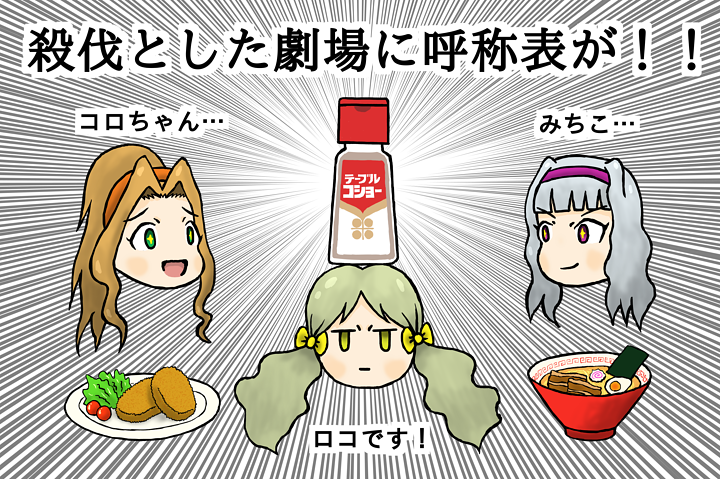 殺伐とした劇場に呼称表が！！
コロちゃん…
みちこ…
テーブル
コショー
ロコです！